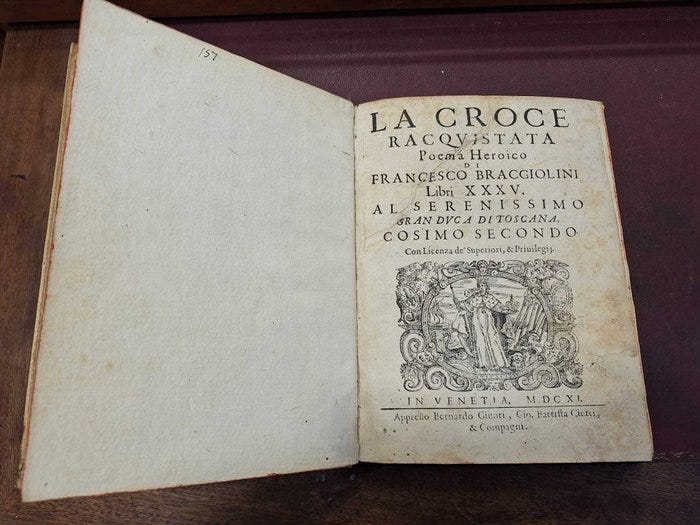 157
LA CROCE
RACQVISTATA
Poema Heroico
DI
FRANCESCO BRACCIOLINI
Libri XXXV.
AL SERENISSIMO
GRAN DVCA DI TOSCANA,
COSIMO SECONDO
Con Licenza de' Superiori, & Priuilegij.
IN VENETIA, MDCXI.
Appresso Bernardo Giunti, Gio. Battista Ciotti,
& Compagni.